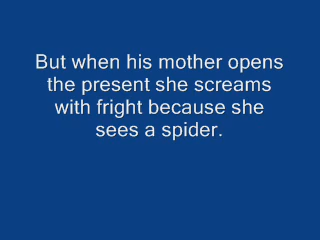 But when his mother opens
the present she screams
with fright because she
sees a spider.